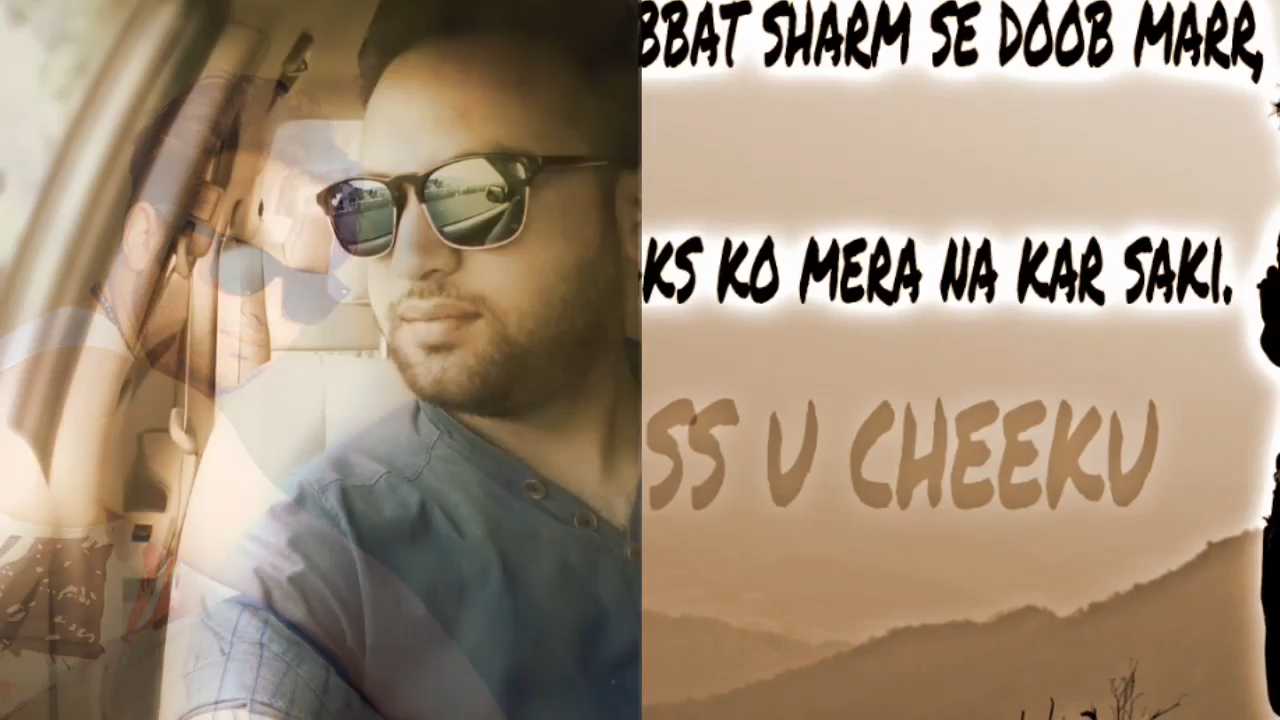 BBAT SHARM SE DOOB MARR,
KS KO MERA NA KAR SAKI.
SS U CHEEKU